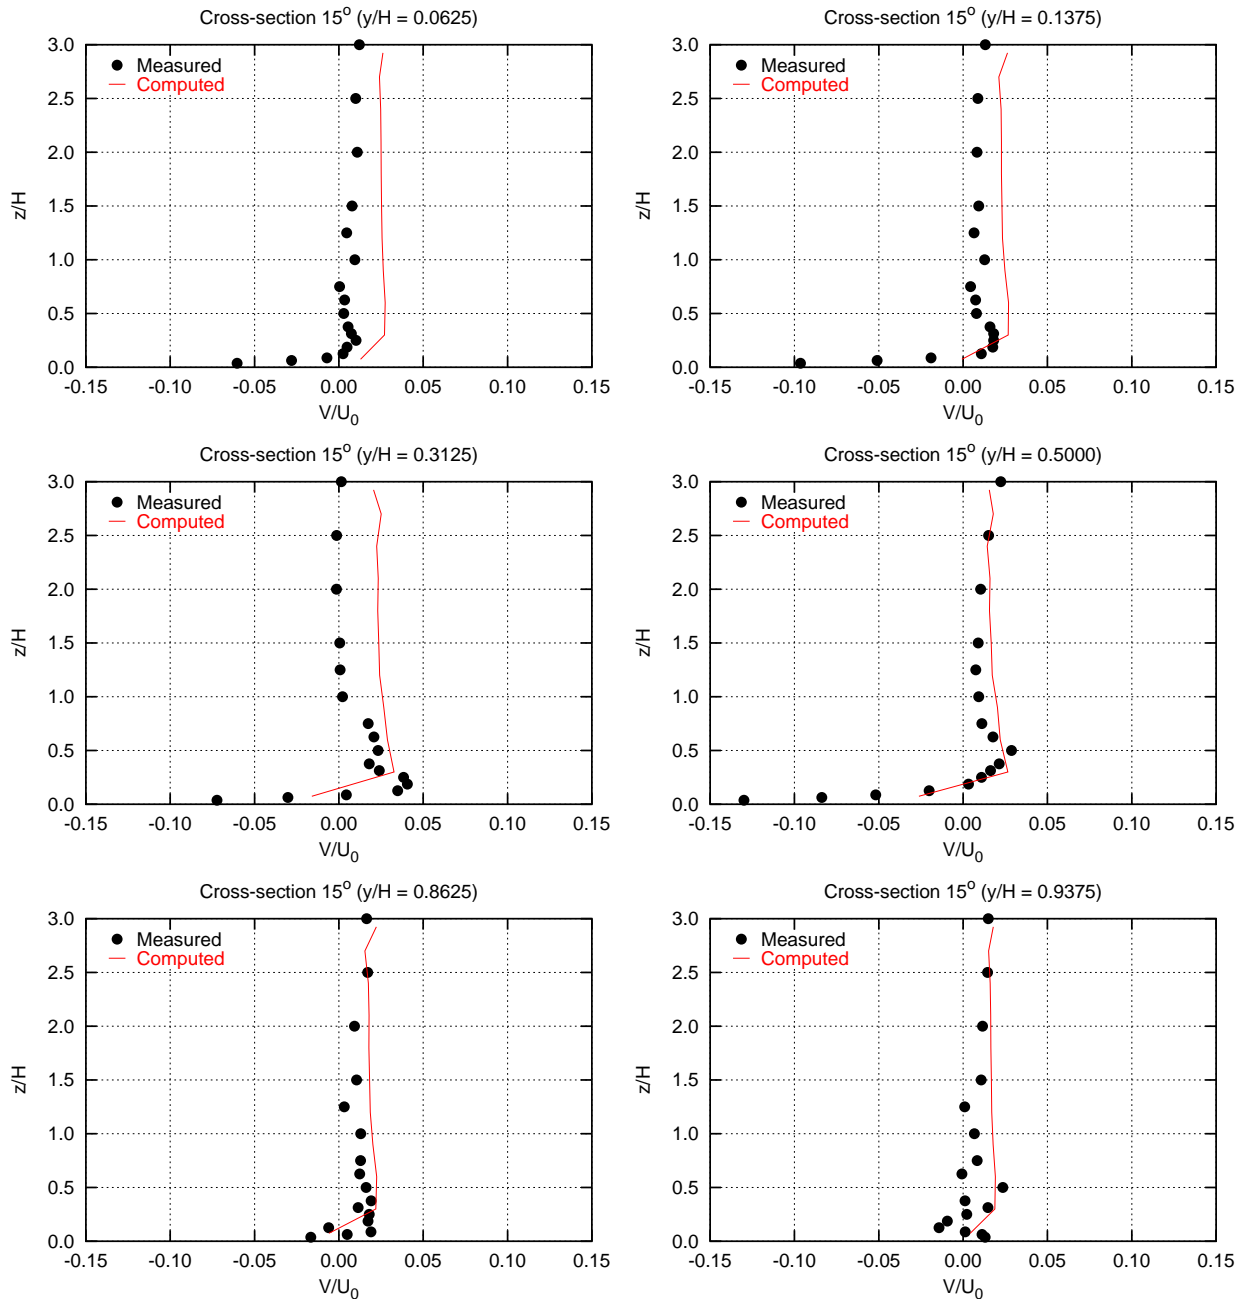 Cross-section 15° (y/H = 0.0625)
3.0
2.5
2.0
1.5
1.0
0.5
0.0
z/H
Measured
Computed
-0.15 -0.10 -0.05 0.00 0.05 0.10 0.15
V/U₀
Cross-section 15° (y/H = 0.1375)
3.0
2.5
2.0
1.5
1.0
0.5
0.0
z/H
Measured
Computed
-0.15 -0.10 -0.05 0.00 0.05 0.10 0.15
V/U₀
Cross-section 15° (y/H = 0.3125)
3.0
2.5
2.0
1.5
1.0
0.5
0.0
z/H
Measured
Computed
-0.15 -0.10 -0.05 0.00 0.05 0.10 0.15
V/U₀
Cross-section 15° (y/H = 0.5000)
3.0
2.5
2.0
1.5
1.0
0.5
0.0
z/H
Measured
Computed
-0.15 -0.10 -0.05 0.00 0.05 0.10 0.15
V/U₀
Cross-section 15° (y/H = 0.8625)
3.0
2.5
2.0
1.5
1.0
0.5
0.0
z/H
Measured
Computed
-0.15 -0.10 -0.05 0.00 0.05 0.10 0.15
V/U₀
Cross-section 15° (y/H = 0.9375)
3.0
2.5
2.0
1.5
1.0
0.5
0.0
z/H
Measured
Computed
-0.15 -0.10 -0.05 0.00 0.05 0.10 0.15
V/U₀